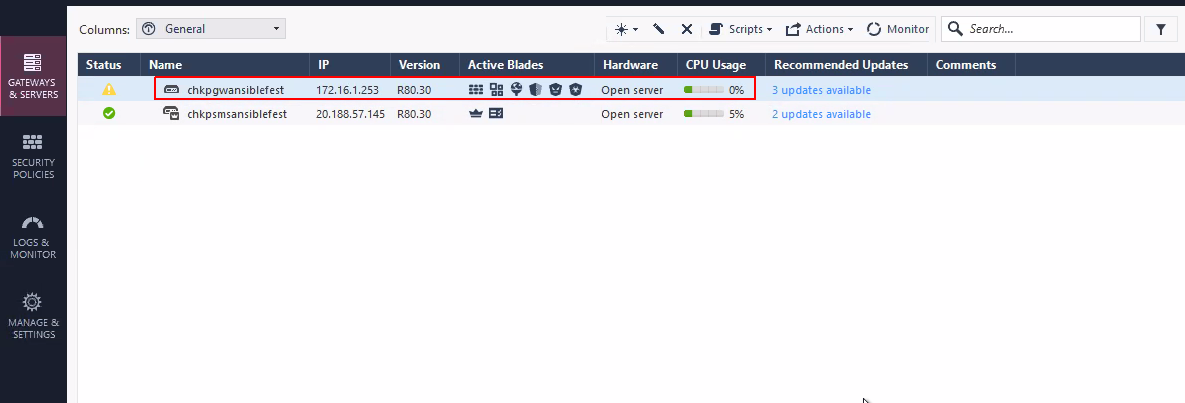 Columns: General Scripts Actions Monitor Search...
Status Name IP Version Active Blades Hardware CPU Usage Recommended Updates Comments
chkpgwansiblefest 172.16.1.253 R80.30 Open server 0% 3 updates available
chkpsmsansiblefest 20.188.57.145 R80.30 Open server 5% 2 updates available
GATEWAYS
& SERVERS
SECURITY
POLICIES
LOGS &
MONITOR
MANAGE &
SETTINGS